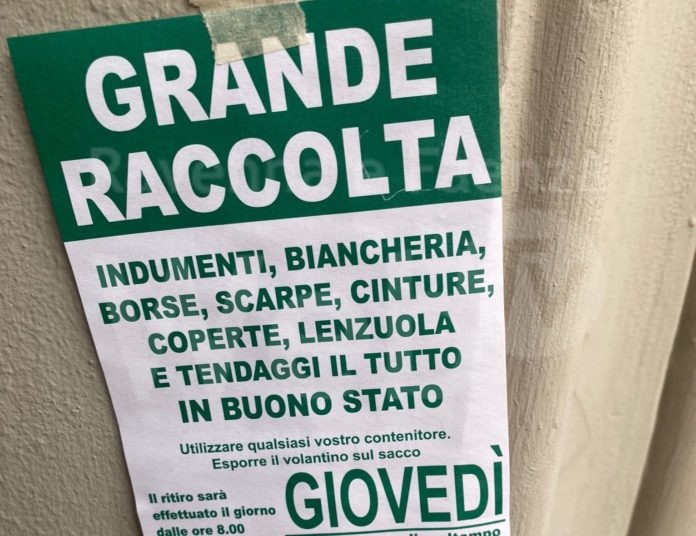 GRANDE
RACCOLTA
INDUMENTI, BIANCHERIA,
BORSE, SCARPE, CINTURE,
COPERTE, LENZUOLA
E TENDAGGI IL TUTTO
IN BUONO STATO
Utilizzare qualsiasi vostro contenitore.
Esporre il volantino sul sacco
Il ritiro sarà
effettuato il giorno
dalle ore 8.00
GIOVEDÌ